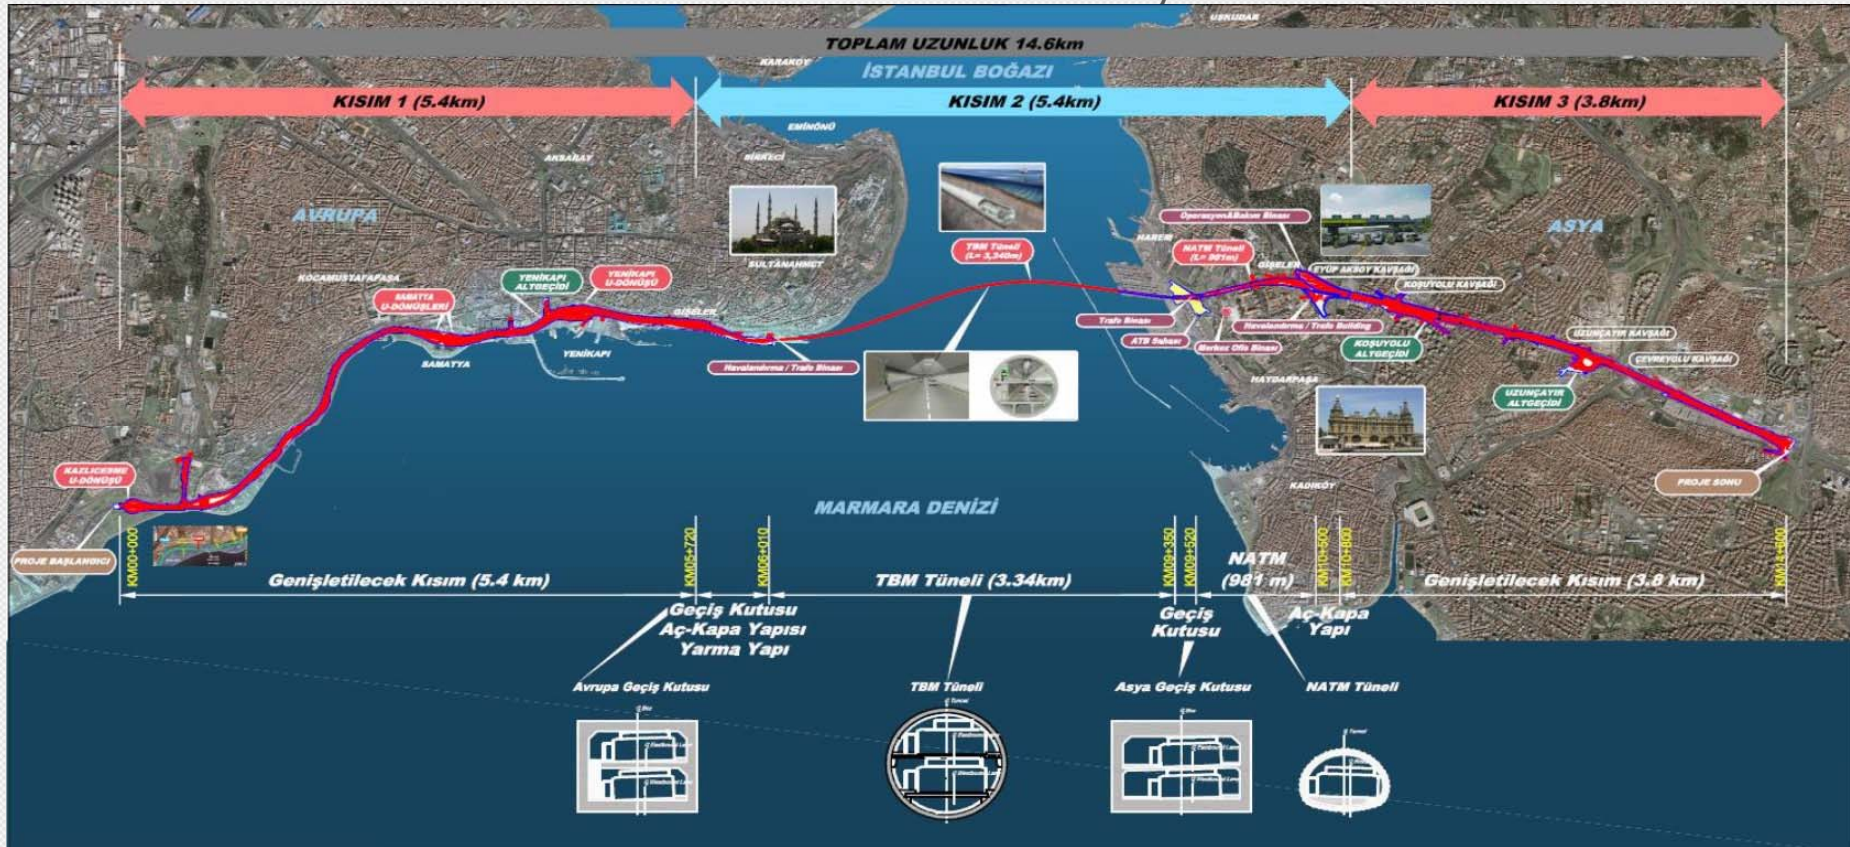 ÜSKÜDAR
TOPLAM UZUNLUK 14.6km
KARAKÖY
İSTANBUL BOĞAZI
KISIM 1 (5.4km)
KISIM 2 (5.4km)
KISIM 3 (3.8km)
EMİNÖNÜ
AKSARAY
SİRKECİ
AVRUPA
ASYA
Operasyon&Bakım Binası
HAREM
TBM Tüneli
(L= 3,340m)
NATM Tüneli
(L= 981m)
SULTANAHMET
GİŞELER
EYÜP AKSOY KAVŞAĞI
KOŞUYOLU KAVŞAĞI
KOCAMUSTAFAPAŞA
YENİKAPI
ALTGEÇİDİ
YENİKAPI
U-DÖNÜŞÜ
SAMATYA
U-DÖNÜŞLERİ
GİŞELER
Trafo Binası
ATB Sahası
Merkez Ofis Binası
Havalandırma / Trafo Building
KOŞUYOLU
ALTGEÇİDİ
UZUNÇAYIR KAVŞAĞI
ÇEVREYOLU KAVŞAĞI
SAMATYA
YENİKAPI
Havalandırma / Trafo Binası
HAYDARPAŞA
UZUNÇAYIR
ALTGEÇİDİ
KAZLIÇEŞME
U-DÖNÜŞÜ
KADIKÖY
PROJE SONU
MARMARA DENİZİ
PROJE BAŞLANGICI
KM00+000
KM05+720
KM06+010
KM09+350
KM09+520
KM10+600
KM10+800
KM14+600
Genişletilecek Kısım (5.4 km)
TBM Tüneli (3.34km)
NATM
(981 m)
Genişletilecek Kısım (3.8 km)
Geçiş Kutusu
Aç-Kapa Yapısı
Yarma Yapı
Geçiş
Kutusu
Aç-Kapa
Yapı
Avrupa Geçiş Kutusu
TBM Tüneli
Asya Geçiş Kutusu
NATM Tüneli